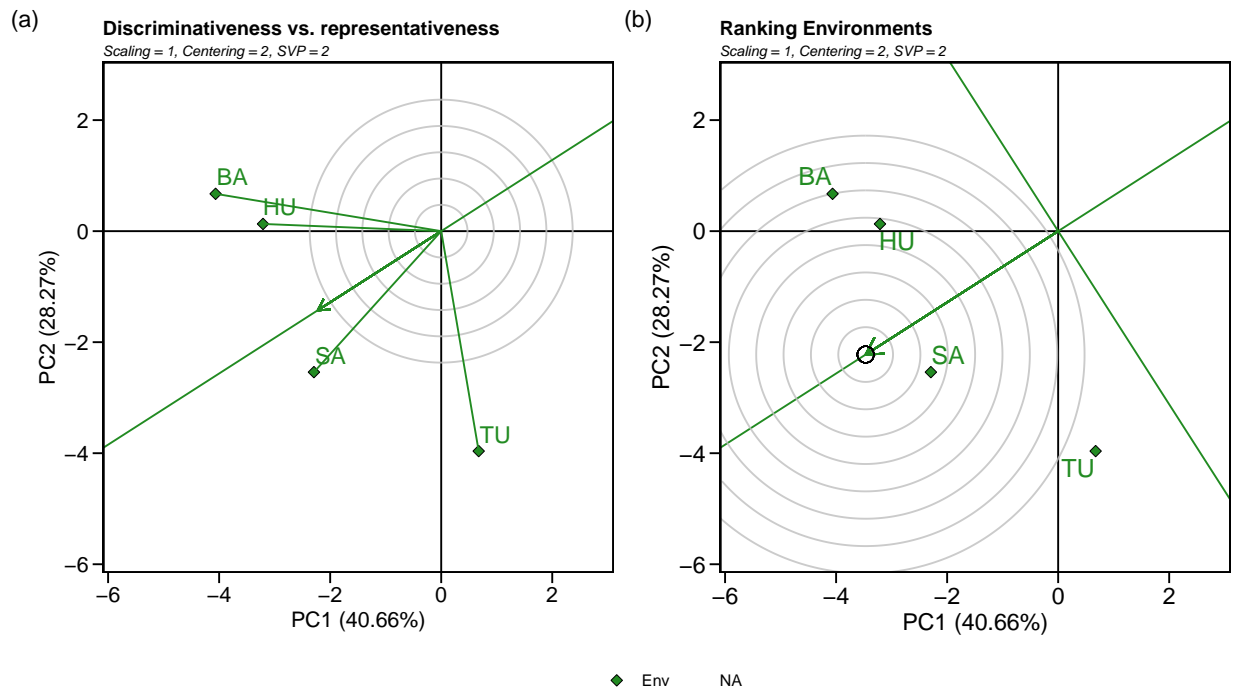 (a)
Discriminativeness vs. representativeness
Scaling = 1, Centering = 2, SVP = 2
2
0
−2
−4
−6
PC2 (28.27%)
BA
HU
SA
TU
−6
−4
−2
0
2
PC1 (40.66%)
(b)
Ranking Environments
Scaling = 1, Centering = 2, SVP = 2
2
0
−2
−4
−6
PC2 (28.27%)
BA
HU
SA
TU
−6
−4
−2
0
2
PC1 (40.66%)
Env NA